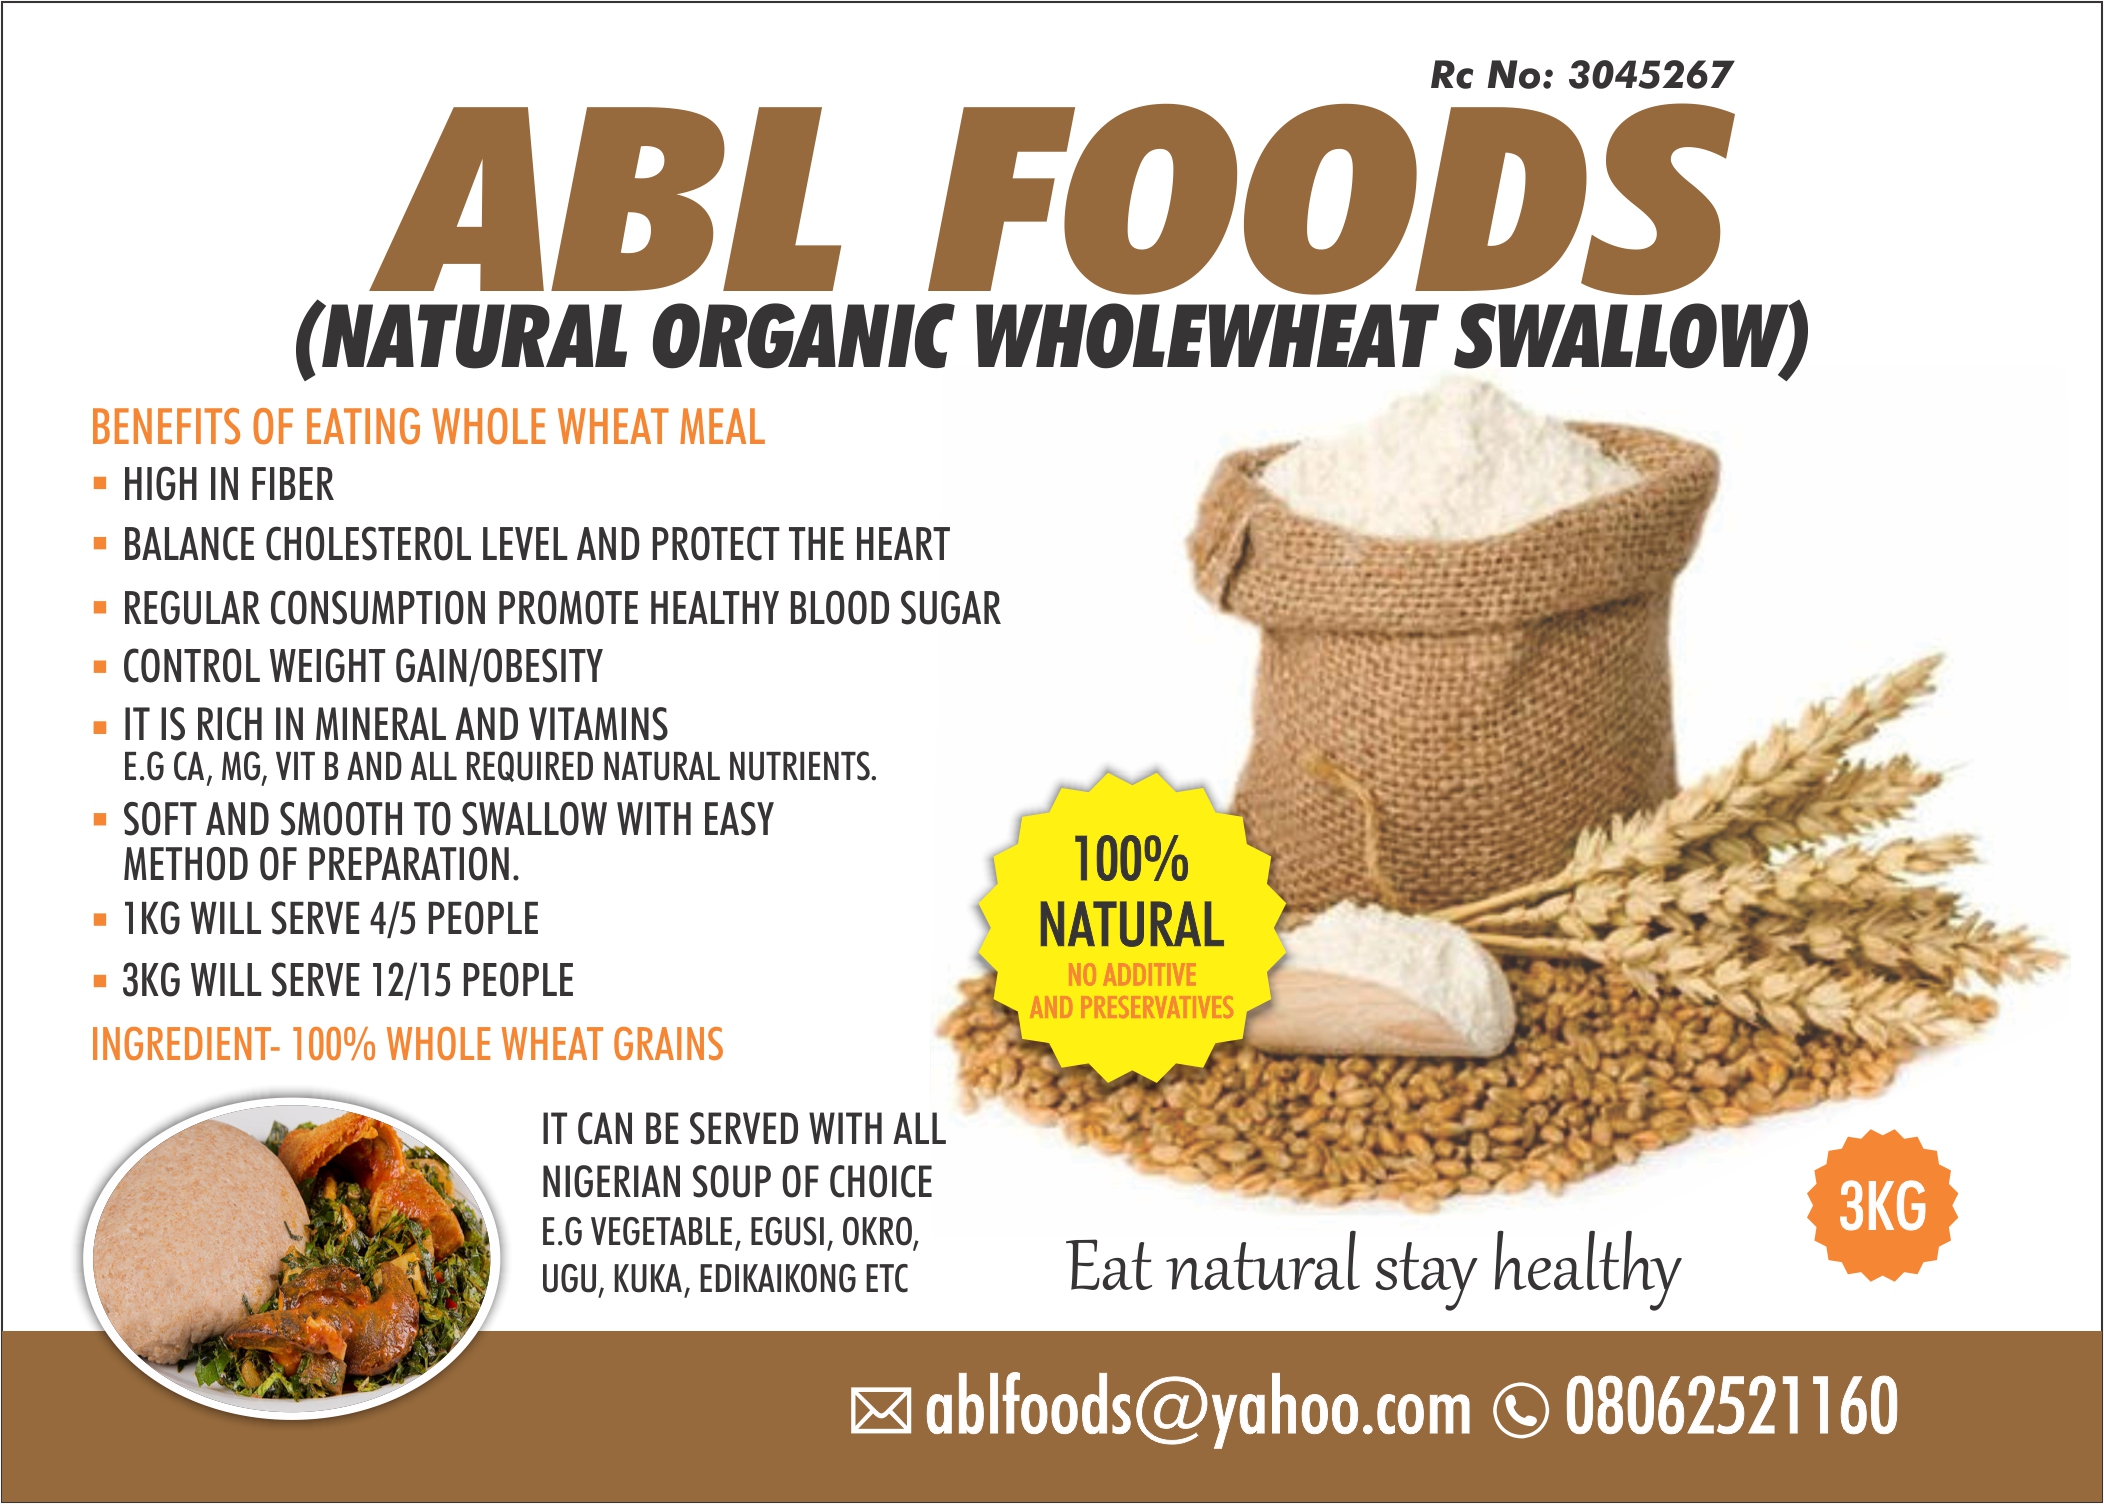 Rc No: 3045267
ABL FOODS
(NATURAL ORGANIC WHOLEWHEAT SWALLOW)
BENEFITS OF EATING WHOLE WHEAT MEAL
▪ HIGH IN FIBER
▪ BALANCE CHOLESTEROL LEVEL AND PROTECT THE HEART
▪ REGULAR CONSUMPTION PROMOTE HEALTHY BLOOD SUGAR
▪ CONTROL WEIGHT GAIN/OBESITY
▪ IT IS RICH IN MINERAL AND VITAMINS
E.G CA, MG, VIT B AND ALL REQUIRED NATURAL NUTRIENTS.
▪ SOFT AND SMOOTH TO SWALLOW WITH EASY
METHOD OF PREPARATION.
▪ 1KG WILL SERVE 4/5 PEOPLE
▪ 3KG WILL SERVE 12/15 PEOPLE
INGREDIENT- 100% WHOLE WHEAT GRAINS
100%
NATURAL
NO ADDITIVE
AND PRESERVATIVES
IT CAN BE SERVED WITH ALL
NIGERIAN SOUP OF CHOICE
E.G VEGETABLE, EGUSI, OKRO,
UGU, KUKA, EDIKAIKONG ETC
3KG
Eat natural stay healthy
ablfoods@yahoo.com 08062521160